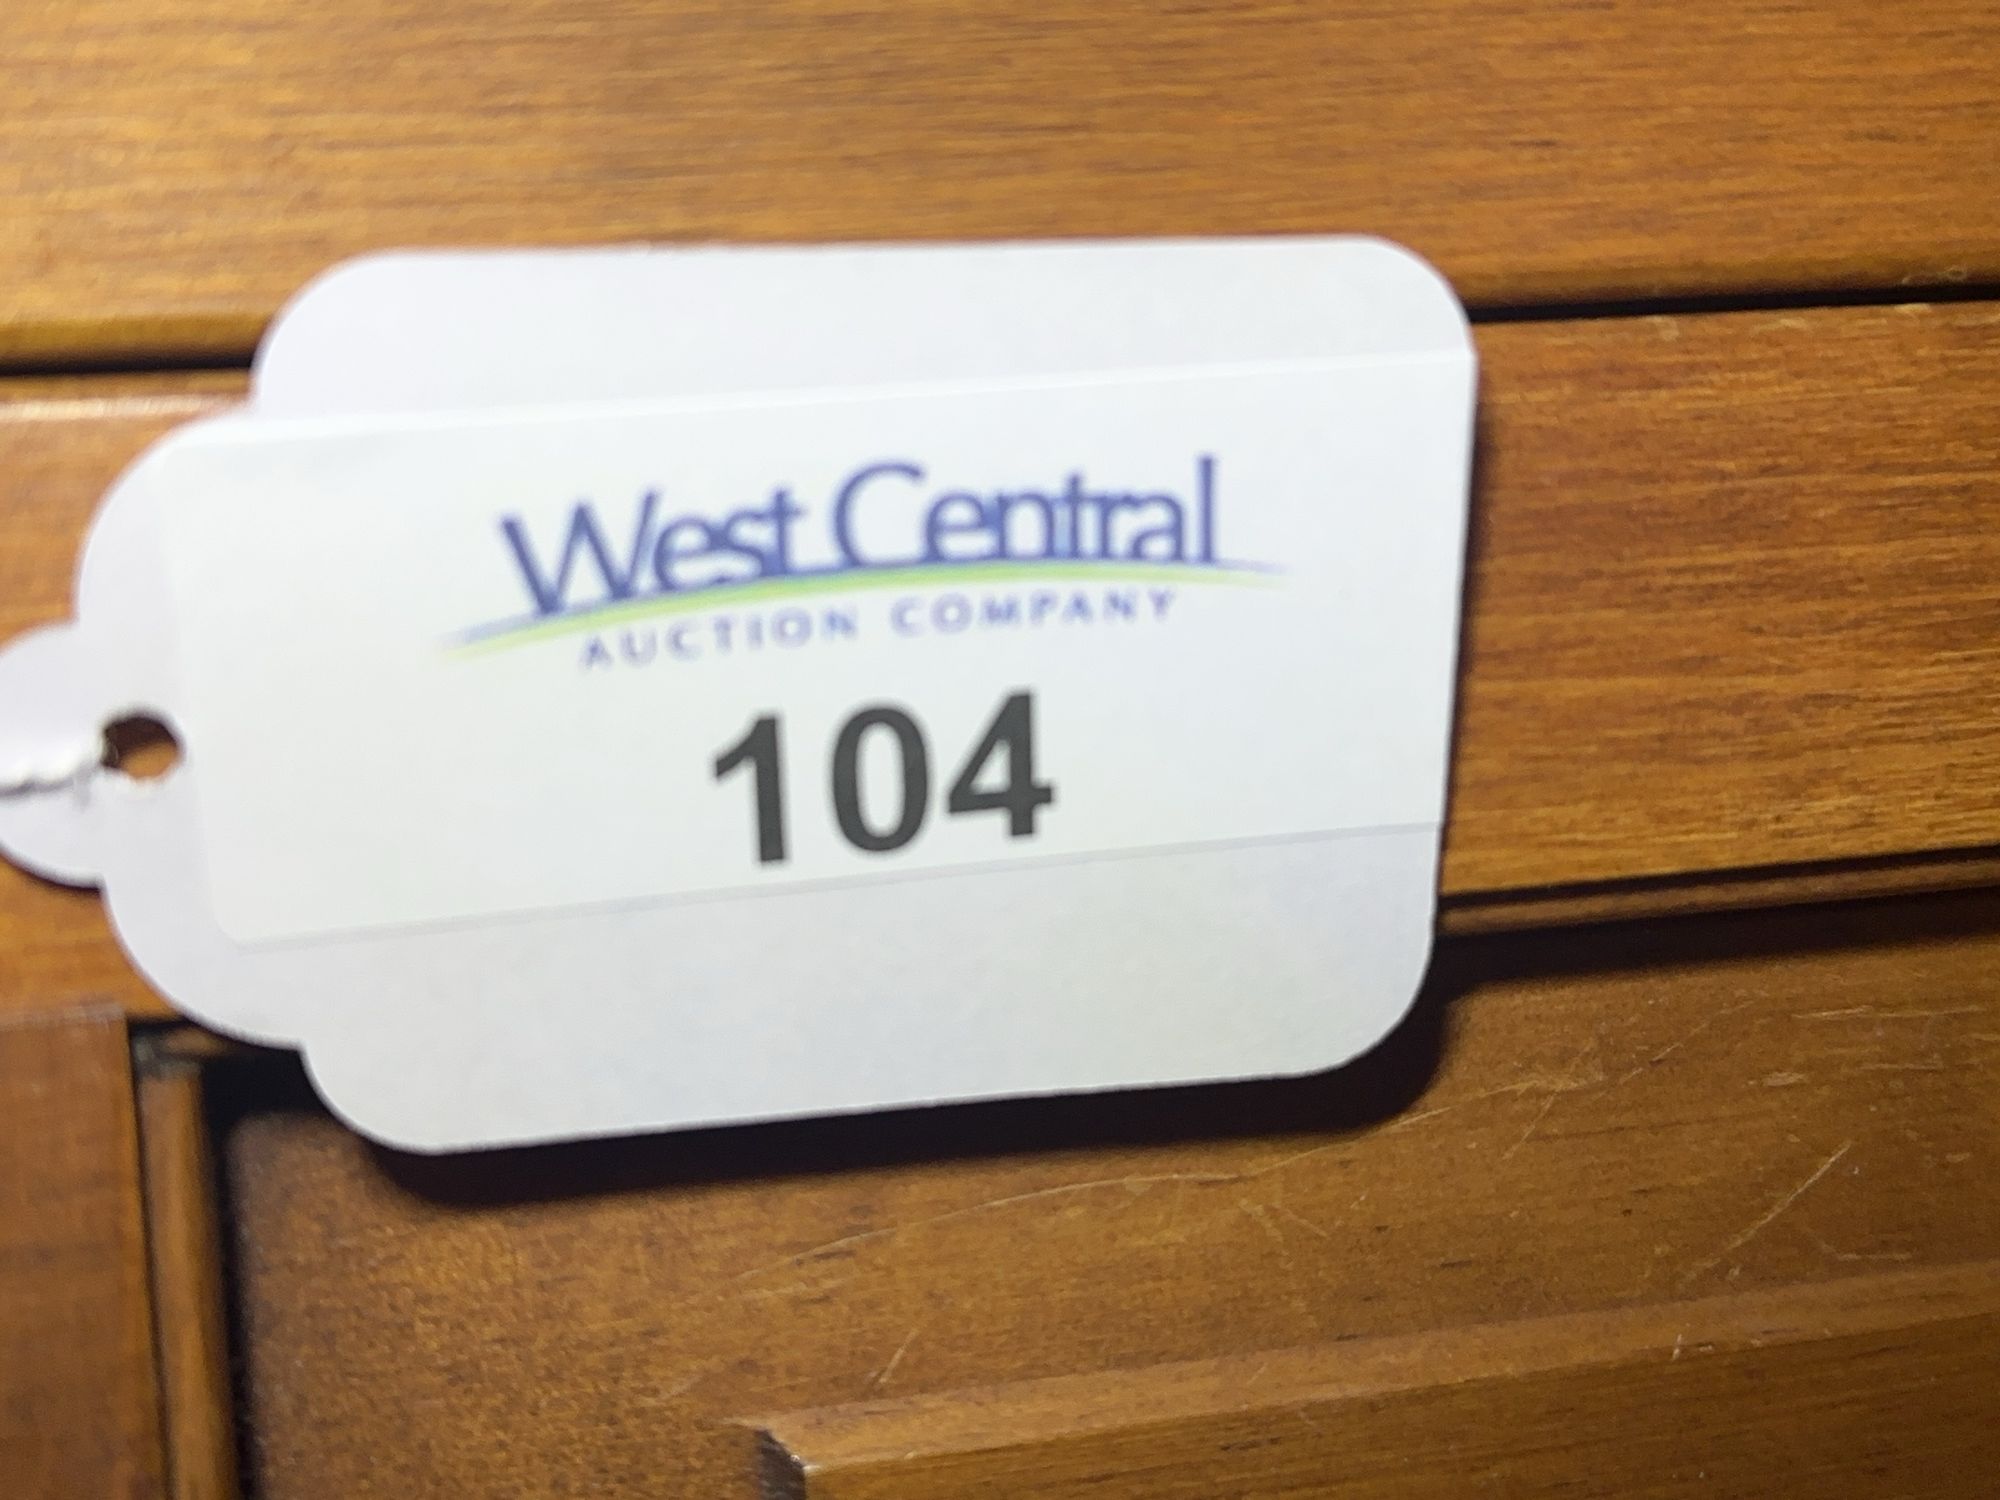 West Central
AUCTION COMPANY
104